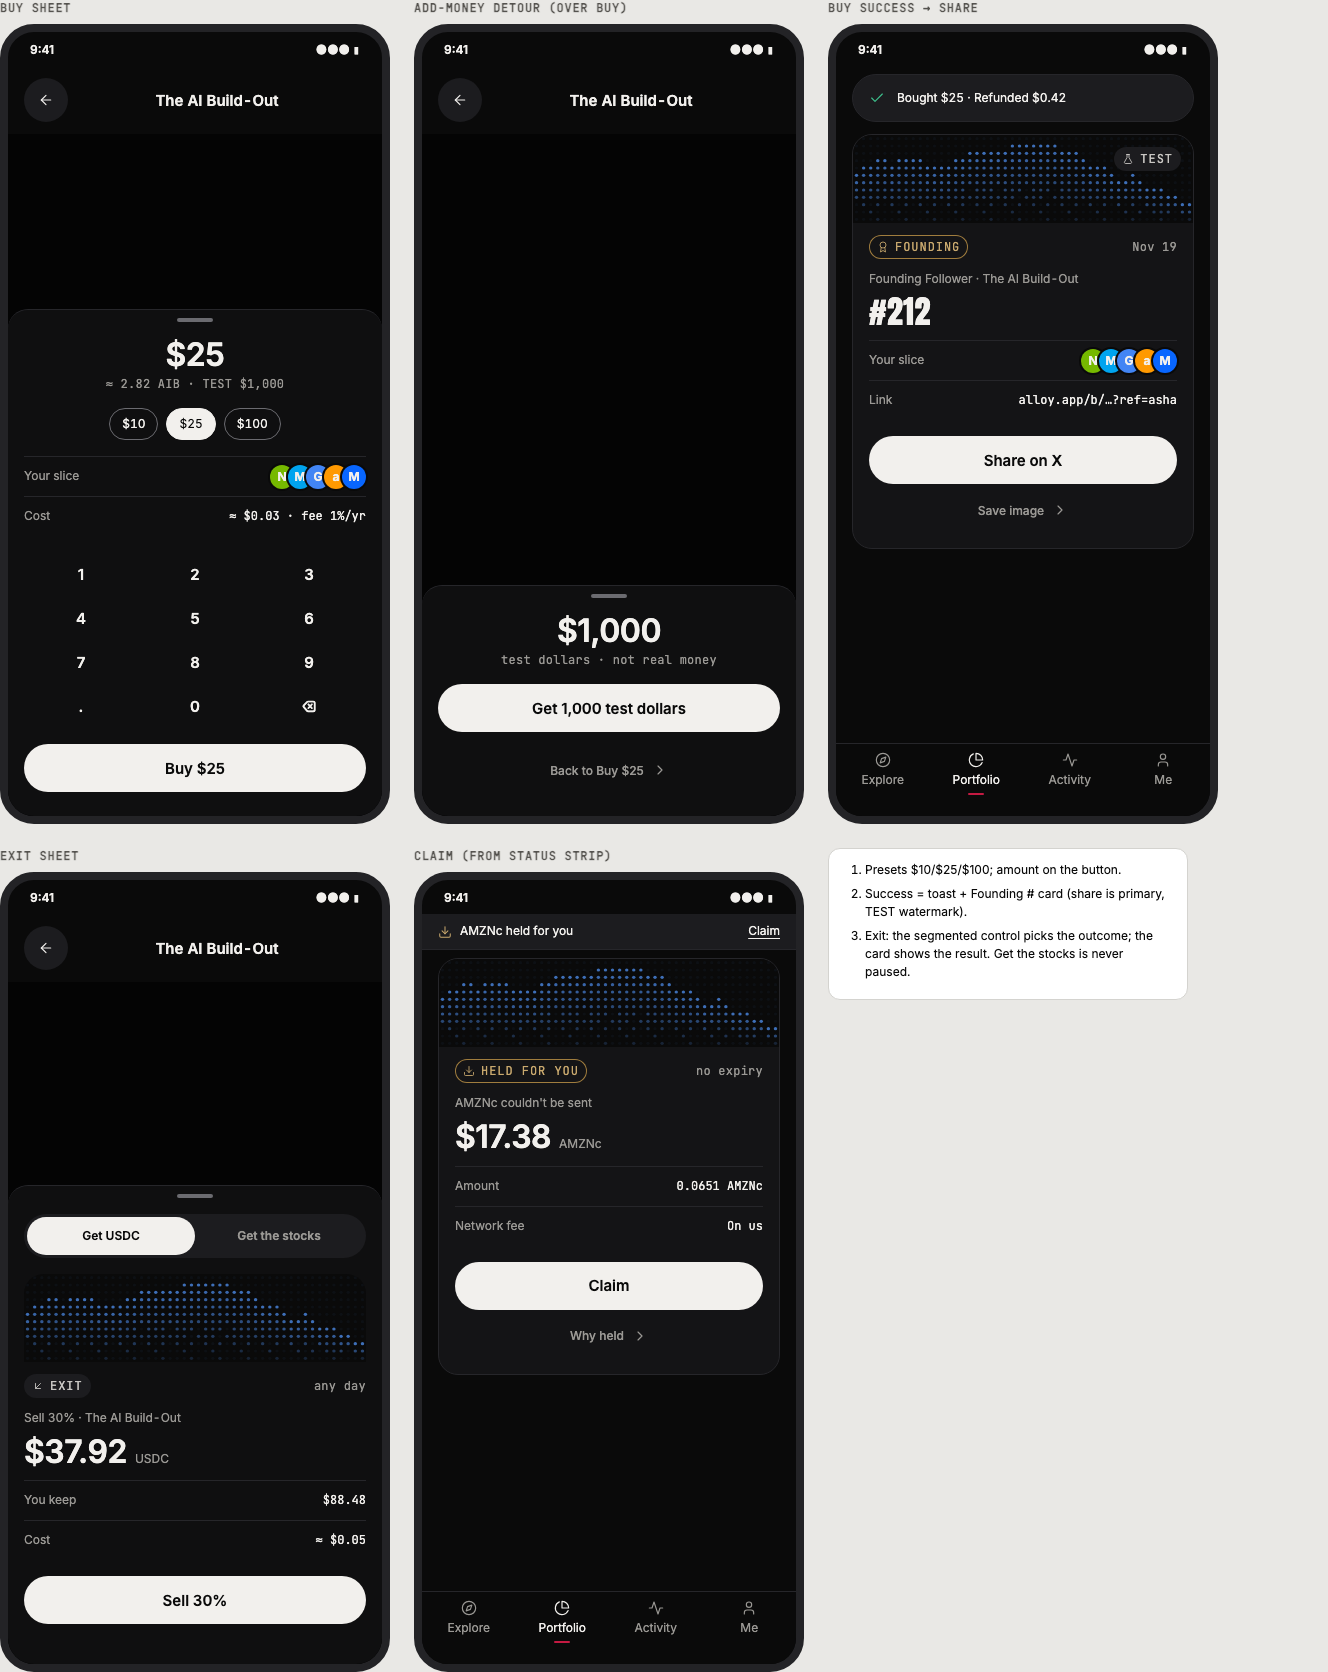 BUY SHEET
9:41
The AI Build-Out
$25
≈ 2.82 AIB · TEST $1,000
$10
$25
$100
Your slice
N M G a M
Cost
≈ $0.03 · fee 1%/yr
1 2 3
4 5 6
7 8 9
. 0
Buy $25
ADD-MONEY DETOUR (OVER BUY)
9:41
The AI Build-Out
$1,000
test dollars · not real money
Get 1,000 test dollars
Back to Buy $25
BUY SUCCESS → SHARE
9:41
Bought $25 · Refunded $0.42
TEST
FOUNDING
Nov 19
Founding Follower · The AI Build-Out
#212
Your slice
N M G a M
Link
alloy.app/b/…?ref=asha
Share on X
Save image
Explore
Portfolio
Activity
Me
EXIT SHEET
9:41
The AI Build-Out
Get USDC
Get the stocks
EXIT
any day
Sell 30% · The AI Build-Out
$37.92 USDC
You keep
$88.48
Cost
≈ $0.05
Sell 30%
CLAIM (FROM STATUS STRIP)
9:41
AMZNc held for you
Claim
HELD FOR YOU
no expiry
AMZNc couldn't be sent
$17.38 AMZNc
Amount
0.0651 AMZNc
Network fee
On us
Claim
Why held
Explore
Portfolio
Activity
Me
1. Presets $10/$25/$100; amount on the button.
2. Success = toast + Founding # card (share is primary,
TEST watermark).
3. Exit: the segmented control picks the outcome; the
card shows the result. Get the stocks is never
paused.